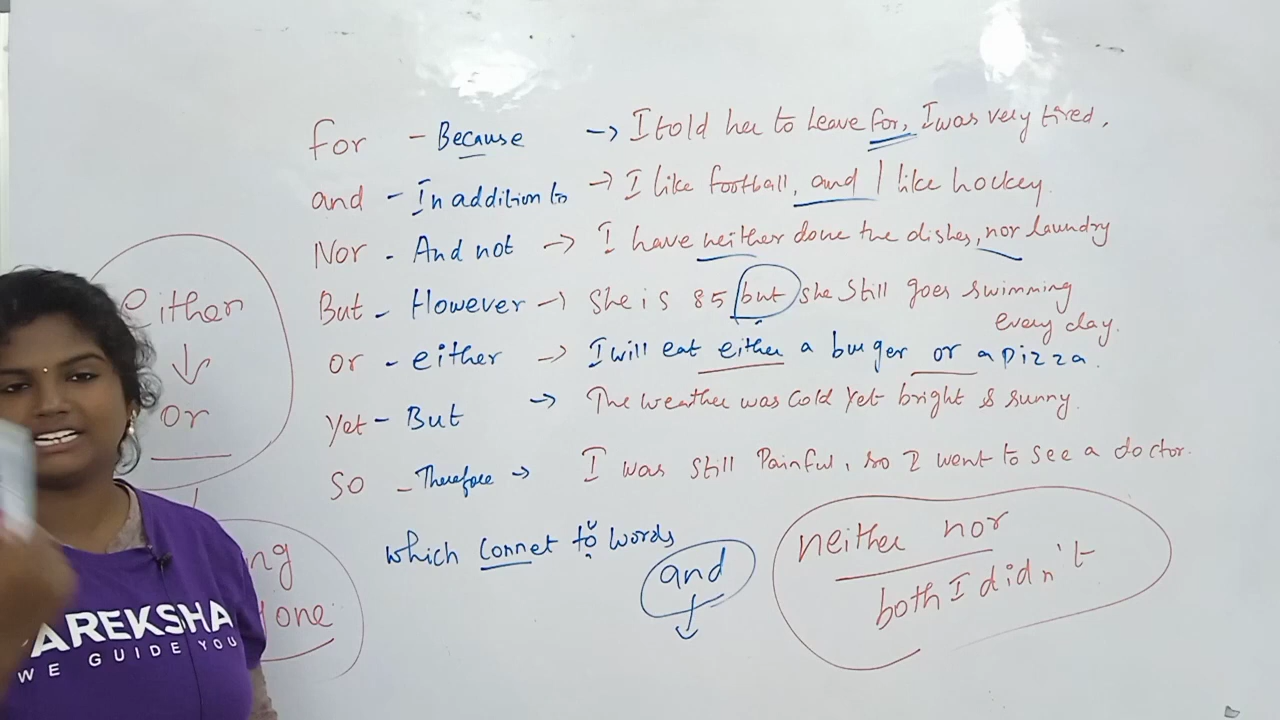 for - Because -> I told her to leave for, I was very tired.
and - In addition to -> I like football, and I like hockey.
Nor - And not -> I have neither done the dishes, nor laundry
But - However -> She is 85 but she still goes swimming
every day.
or - either -> I will eat either a burger or a pizza.
Yet - But -> The weather was cold yet bright & sunny.
SO - Therefore -> I was still Painful, so I went to see a doctor.
which connet to words
and
neither nor
both I didn't
either
or
ng
one
AREKSHA
WE GUIDE YOU